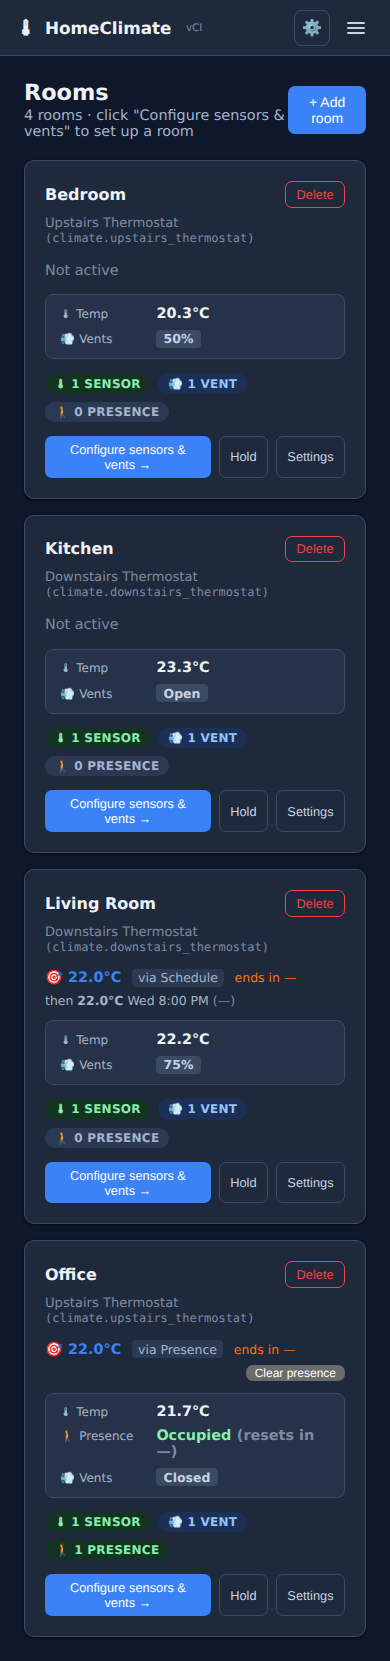 HomeClimate vCI
Rooms
4 rooms · click "Configure sensors &
vents" to set up a room
+ Add
room
Bedroom
Delete
Upstairs Thermostat
(climate.upstairs_thermostat)
Not active
🌡 Temp 20.3°C
💨 Vents 50%
🌡 1 SENSOR 💨 1 VENT
🚶 0 PRESENCE
Configure sensors &
vents →
Hold
Settings
Kitchen
Delete
Downstairs Thermostat
(climate.downstairs_thermostat)
Not active
🌡 Temp 23.3°C
💨 Vents Open
🌡 1 SENSOR 💨 1 VENT
🚶 0 PRESENCE
Configure sensors &
vents →
Hold
Settings
Living Room
Delete
Downstairs Thermostat
(climate.downstairs_thermostat)
🎯 22.0°C via Schedule ends in —
then 22.0°C Wed 8:00 PM (—)
🌡 Temp 22.2°C
💨 Vents 75%
🌡 1 SENSOR 💨 1 VENT
🚶 0 PRESENCE
Configure sensors &
vents →
Hold
Settings
Office
Delete
Upstairs Thermostat
(climate.upstairs_thermostat)
🎯 22.0°C via Presence ends in —
Clear presence
🌡 Temp 21.7°C
🚶 Presence Occupied (resets in
—)
💨 Vents Closed
🌡 1 SENSOR 💨 1 VENT
🚶 1 PRESENCE
Configure sensors &
vents →
Hold
Settings